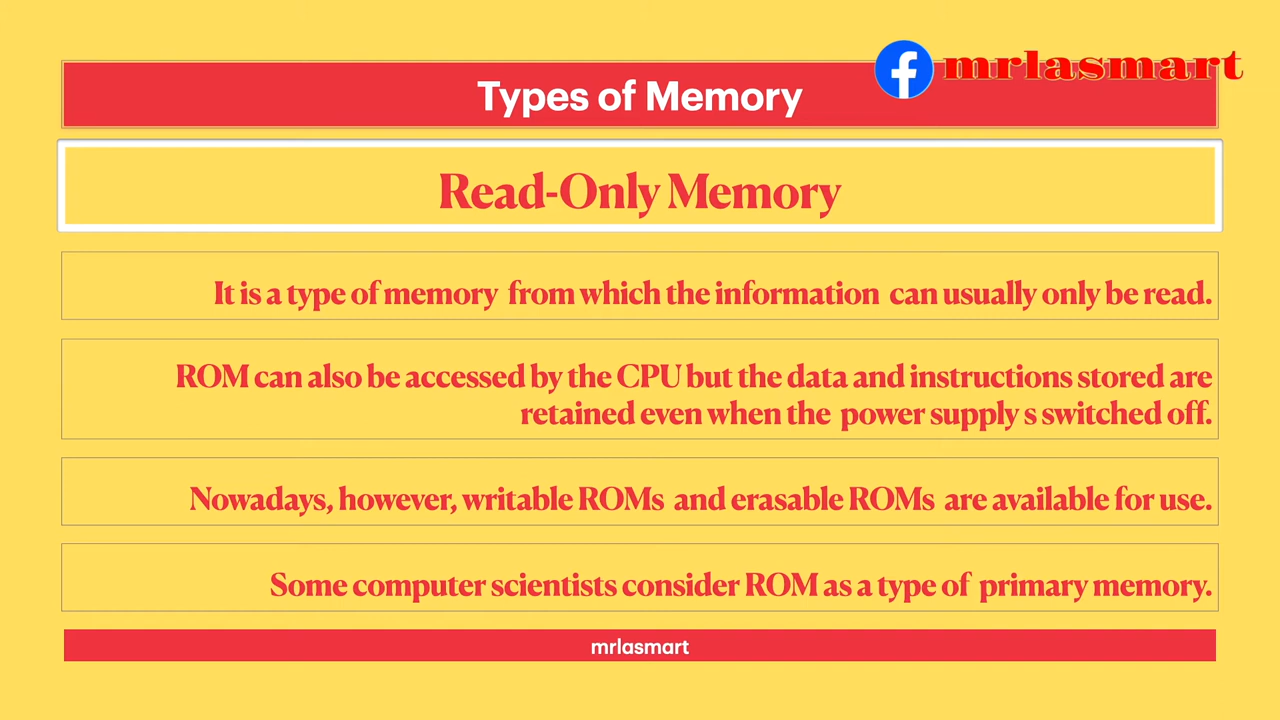 mrlasmart
Types of Memory
Read-Only Memory
It is a type of memory from which the information can usually only be read.
ROM can also be accessed by the CPU but the data and instructions stored are
retained even when the power supply s switched off.
Nowadays, however, writable ROMs and erasable ROMs are available for use.
Some computer scientists consider ROM as a type of primary memory.
mrlasmart